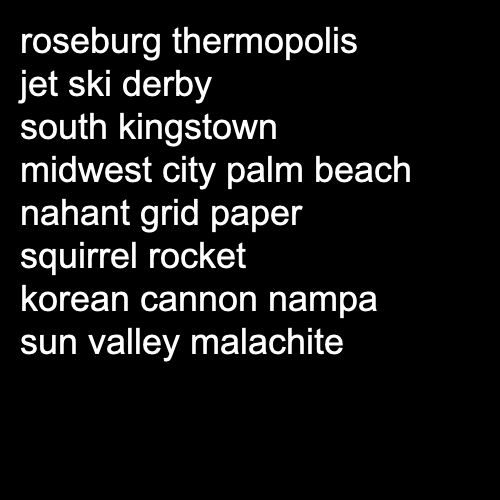 roseburg thermopolis
jet ski derby
south kingstown
midwest city palm beach
nahant grid paper
squirrel rocket
korean cannon nampa
sun valley malachite